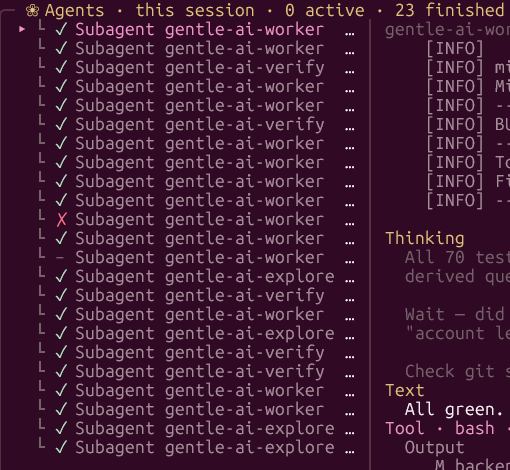 ❀ Agents · this session · 0 active · 23 finished
▸ └ ✓ Subagent gentle-ai-worker …
└ ✓ Subagent gentle-ai-worker …
└ ✓ Subagent gentle-ai-verify …
└ ✓ Subagent gentle-ai-worker …
└ ✓ Subagent gentle-ai-worker …
└ ✓ Subagent gentle-ai-verify …
└ ✓ Subagent gentle-ai-worker …
└ ✓ Subagent gentle-ai-worker …
└ ✓ Subagent gentle-ai-worker …
└ ✓ Subagent gentle-ai-worker …
└ ✗ Subagent gentle-ai-worker …
└ ✓ Subagent gentle-ai-worker …
└ – Subagent gentle-ai-worker …
└ ✓ Subagent gentle-ai-explore …
└ ✓ Subagent gentle-ai-verify …
└ ✓ Subagent gentle-ai-worker …
└ ✓ Subagent gentle-ai-explore …
└ ✓ Subagent gentle-ai-verify …
└ ✓ Subagent gentle-ai-verify …
└ ✓ Subagent gentle-ai-worker …
└ ✓ Subagent gentle-ai-worker …
└ ✓ Subagent gentle-ai-explore …
└ ✓ Subagent gentle-ai-explore …
gentle-ai-wor
[INFO]
[INFO] mi
[INFO] Mi
[INFO] --
[INFO] BU
[INFO] --
[INFO] To
[INFO] Fi
[INFO] --
Thinking
All 70 test
derived que
Wait — did
"account le
Check git s
Text
All green.
Tool · bash ·
Output
M backen